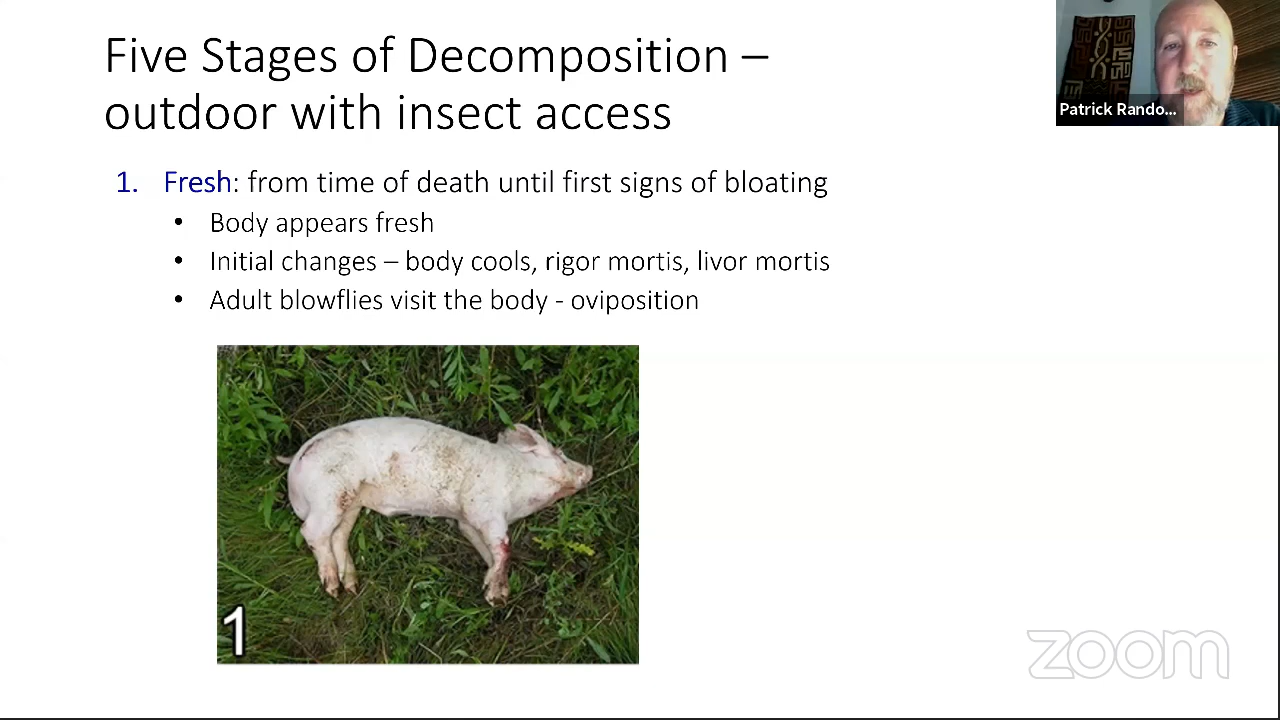 Five Stages of Decomposition –
outdoor with insect access
Patrick Rando...
1. Fresh: from time of death until first signs of bloating
• Body appears fresh
• Initial changes – body cools, rigor mortis, livor mortis
• Adult blowflies visit the body - oviposition
1
zoom